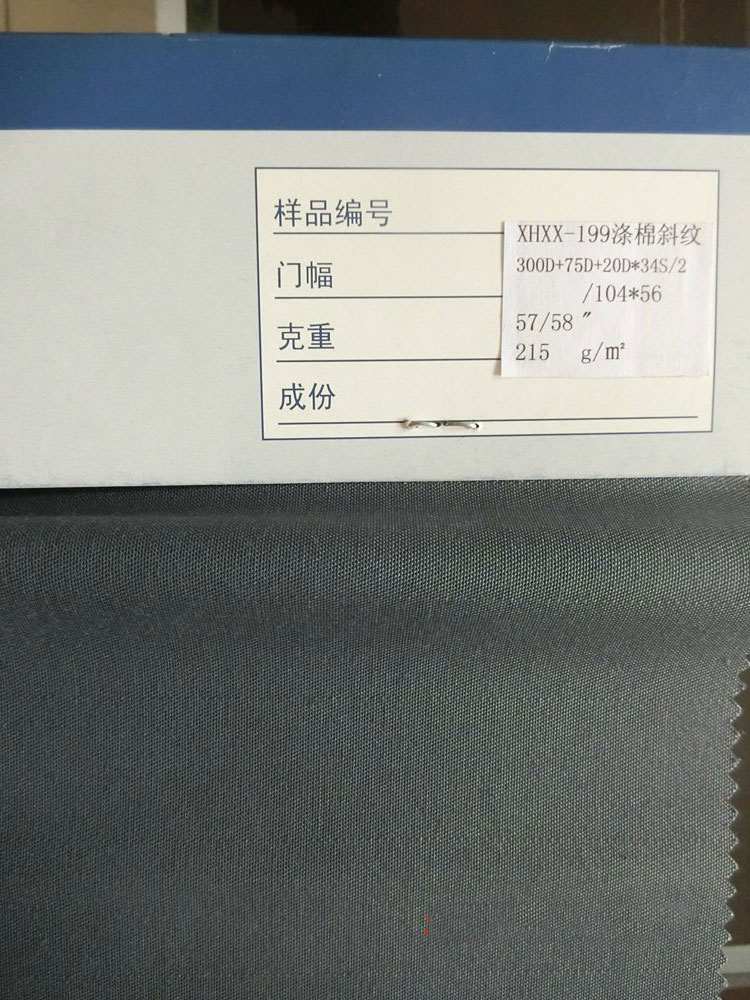 样品编号
XHXX-199涤棉斜纹
300D+75D+20D*34S/2
门幅
/104*56
57/58 ″
克重
215 g/m²
成份